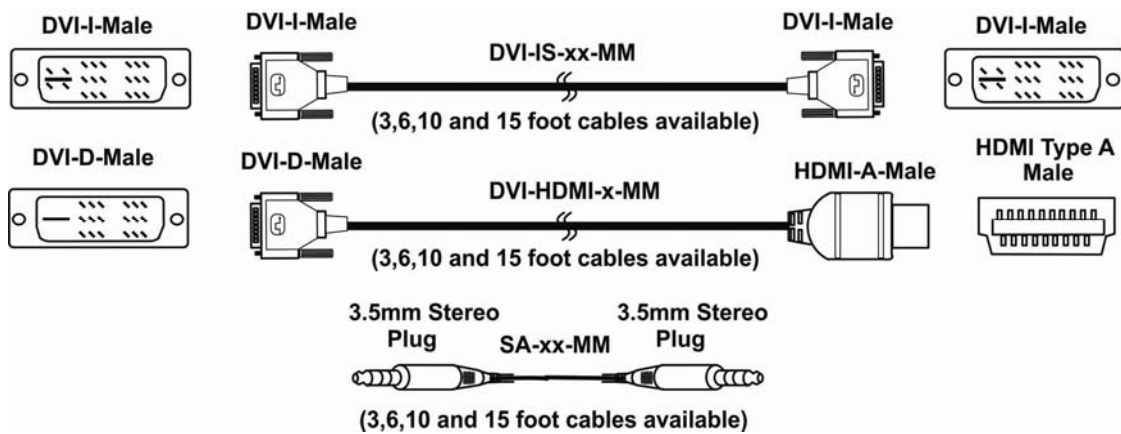 DVI-I-Male
DVI-I-Male
DVI-IS-xx-MM
DVI-I-Male
DVI-I-Male
(3,6,10 and 15 foot cables available)
DVI-D-Male
DVI-D-Male
DVI-HDMI-x-MM
HDMI-A-Male
HDMI Type A
Male
(3,6,10 and 15 foot cables available)
3.5mm Stereo
Plug
SA-xx-MM
3.5mm Stereo
Plug
(3,6,10 and 15 foot cables available)